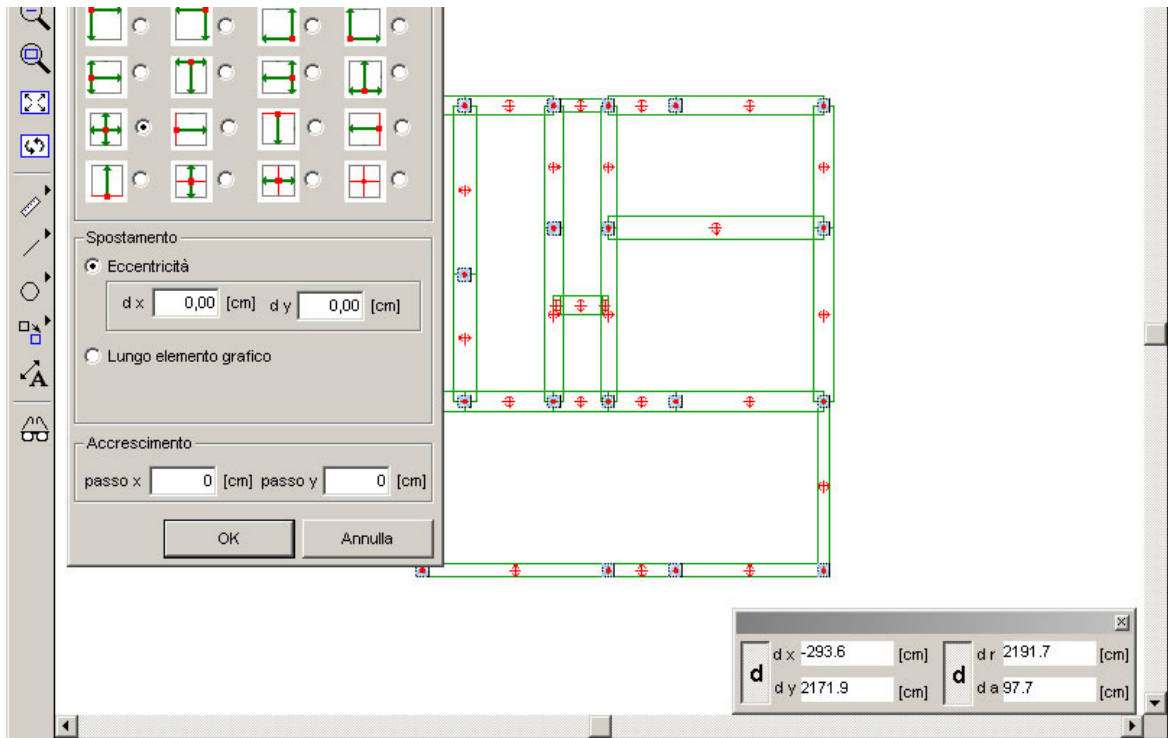 Spostamento
Eccentricità
d x 0,00 [cm] d y 0,00 [cm]
Lungo elemento grafico
Accrescimento
passo x 0 [cm] passo y 0 [cm]
OK Annulla
A
d d x -293.6 [cm] d d r 2191.7 [cm]
d y 2171.9 [cm] d a 97.7 [cm]